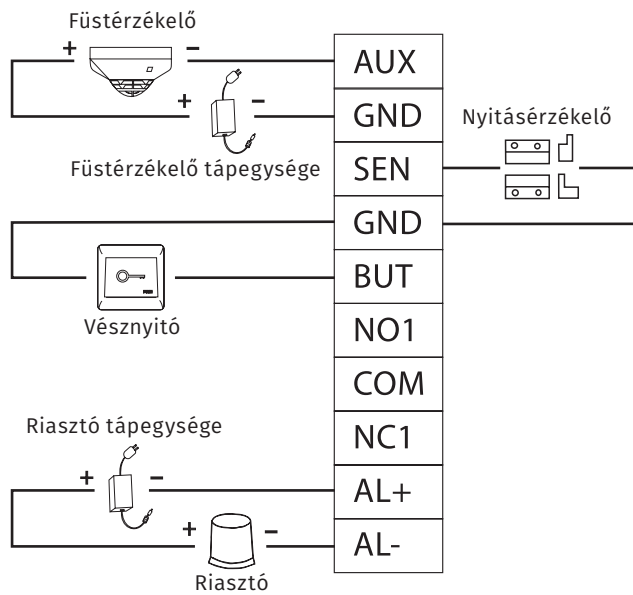 Füstérzékelő
+ −
+ −
Füstérzékelő tápegysége
Vésznyitó
Riasztó tápegysége
+ −
+ −
Riasztó
AUX
GND
SEN
GND
BUT
NO1
COM
NC1
AL+
AL-
Nyitásérzékelő